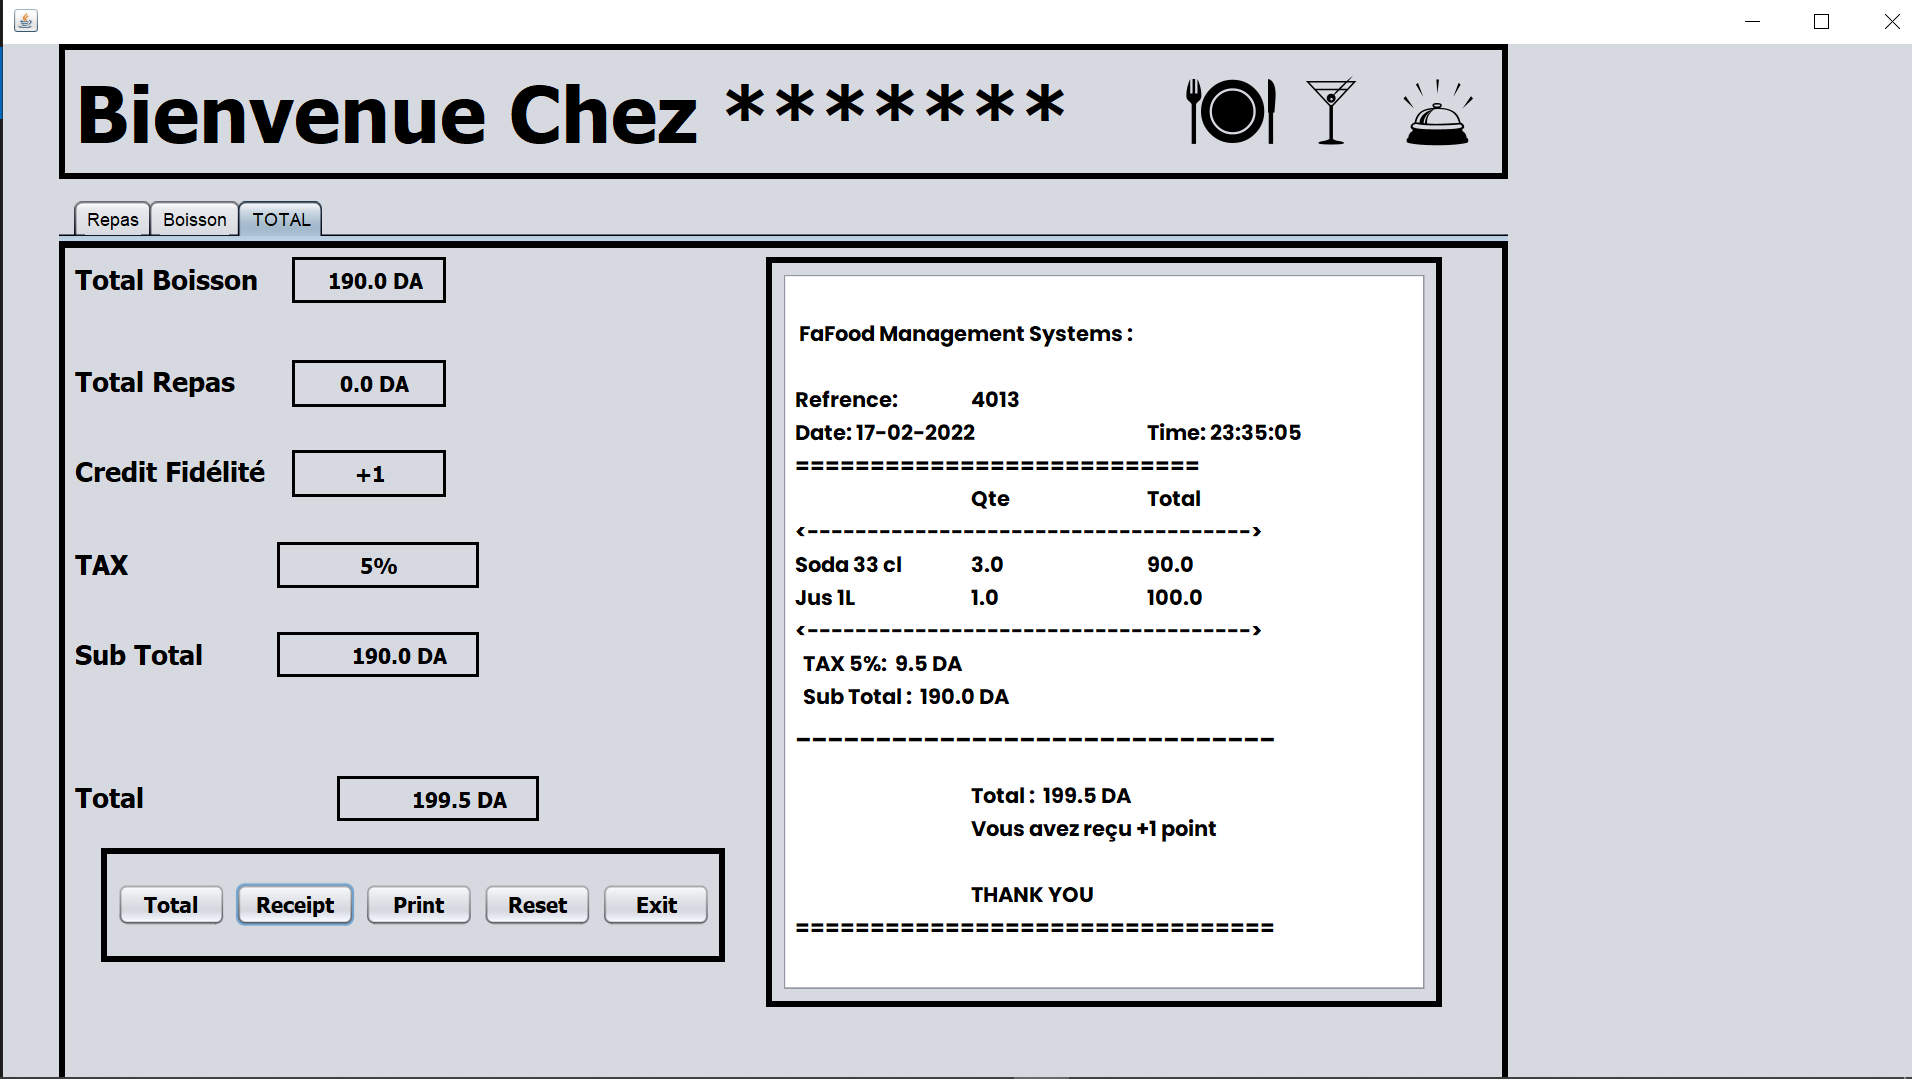 Bienvenue Chez *******
Repas Boisson TOTAL
Total Boisson 190.0 DA
Total Repas 0.0 DA
Credit Fidélité +1
TAX 5%
Sub Total 190.0 DA
Total 199.5 DA
Total Receipt Print Reset Exit
FaFood Management Systems :
Refrence: 4013
Date: 17-02-2022 Time: 23:35:05
===========================
Qte Total
<------------------------------------->
Soda 33 cl 3.0 90.0
Jus 1L 1.0 100.0
<------------------------------------->
TAX 5%: 9.5 DA
Sub Total : 190.0 DA
______________________________
Total : 199.5 DA
Vous avez reçu +1 point
THANK YOU
================================